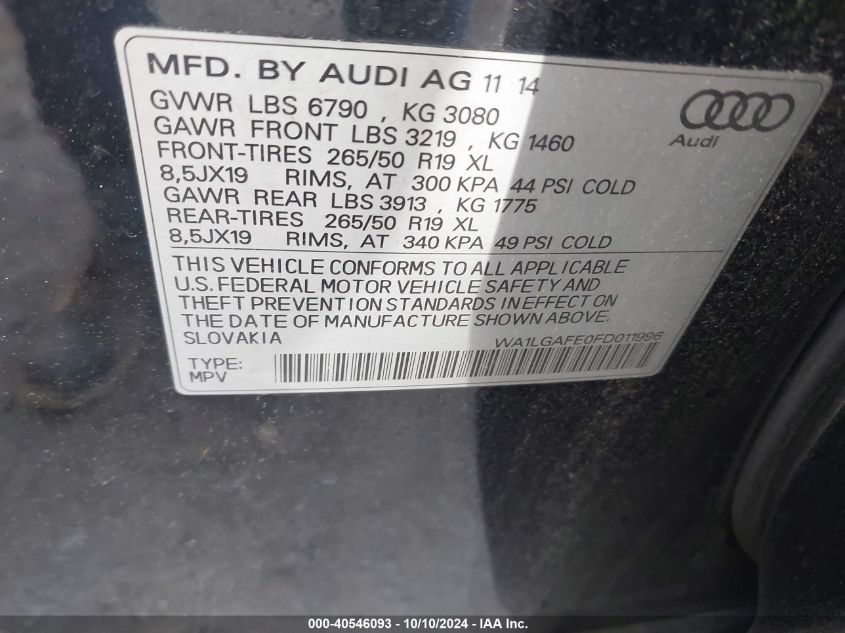 MFD. BY AUDI AG 11 14
GVWR LBS 6790 , KG 3080
GAWR FRONT LBS 3219 , KG 1460
FRONT-TIRES 265/50 R19 XL
8,5JX19 RIMS, AT 300 KPA 44 PSI COLD
GAWR REAR LBS 3913 , KG 1775
REAR-TIRES 265/50 R19 XL
8,5JX19 RIMS, AT 340 KPA 49 PSI COLD
Audi
THIS VEHICLE CONFORMS TO ALL APPLICABLE
U.S. FEDERAL MOTOR VEHICLE SAFETY AND
THEFT PREVENTION STANDARDS IN EFFECT ON
THE DATE OF MANUFACTURE SHOWN ABOVE.
SLOVAKIA WA1LGAFE0FD011996
TYPE:
MPV
000-40546093 - 10/10/2024 - IAA Inc.